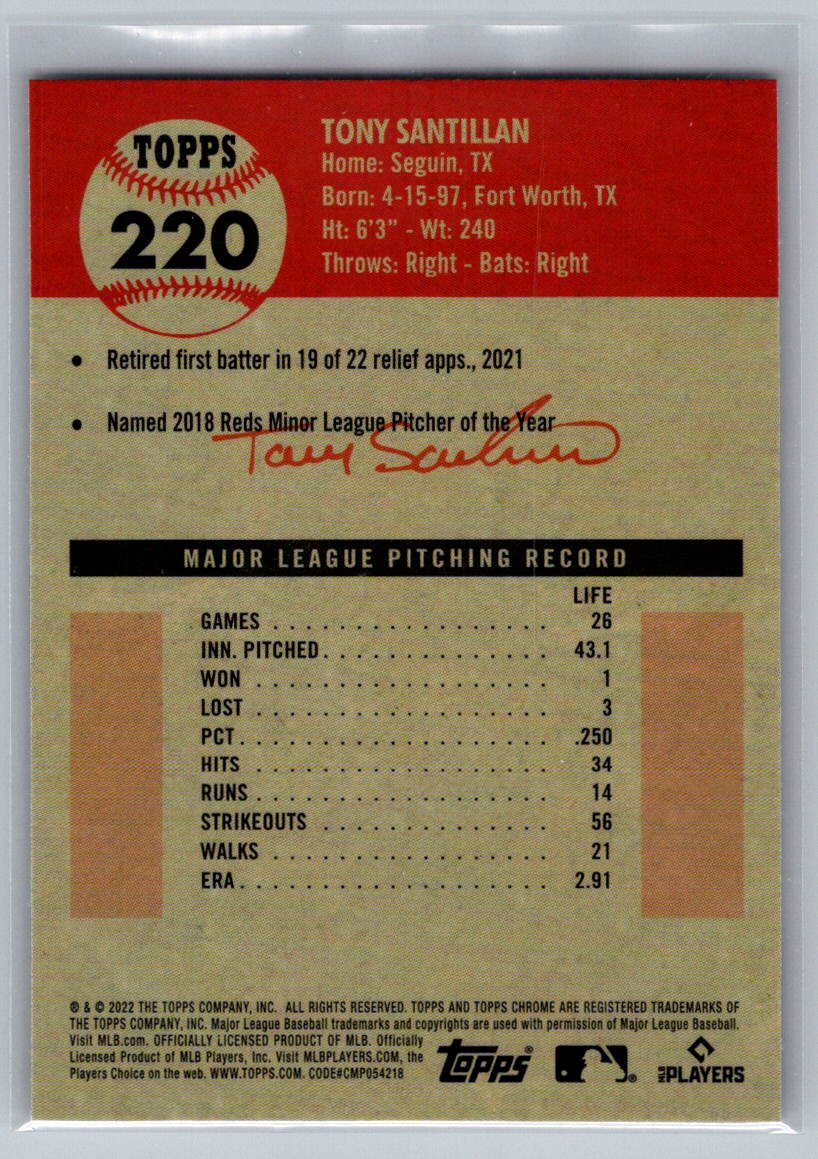 TOPPS
220
TONY SANTILLAN
Home: Seguin, TX
Born: 4-15-97, Fort Worth, TX
Ht: 6'3" - Wt: 240
Throws: Right - Bats: Right
• Retired first batter in 19 of 22 relief apps., 2021
• Named 2018 Reds Minor League Pitcher of the Year
Tony Santillan
MAJOR LEAGUE PITCHING RECORD
LIFE
GAMES . . . . . . . . . . . . . . . . . 26
INN. PITCHED. . . . . . . . . . . . . . 43.1
WON . . . . . . . . . . . . . . . . . . 1
LOST . . . . . . . . . . . . . . . . . . 3
PCT. . . . . . . . . . . . . . . . . . . .250
HITS . . . . . . . . . . . . . . . . . . 34
RUNS . . . . . . . . . . . . . . . . . . 14
STRIKEOUTS . . . . . . . . . . . . . . 56
WALKS . . . . . . . . . . . . . . . . . 21
ERA. . . . . . . . . . . . . . . . . . . 2.91
® & © 2022 THE TOPPS COMPANY, INC. ALL RIGHTS RESERVED. TOPPS AND TOPPS CHROME ARE REGISTERED TRADEMARKS OF
THE TOPPS COMPANY, INC. Major League Baseball trademarks and copyrights are used with permission of Major League Baseball.
Visit MLB.com. OFFICIALLY LICENSED PRODUCT OF MLB. Officially
Licensed Product of MLB Players, Inc. Visit MLBPLAYERS.COM, the
Players Choice on the web. WWW.TOPPS.COM. CODE#CMP054218
topps®
MLB PLAYERS